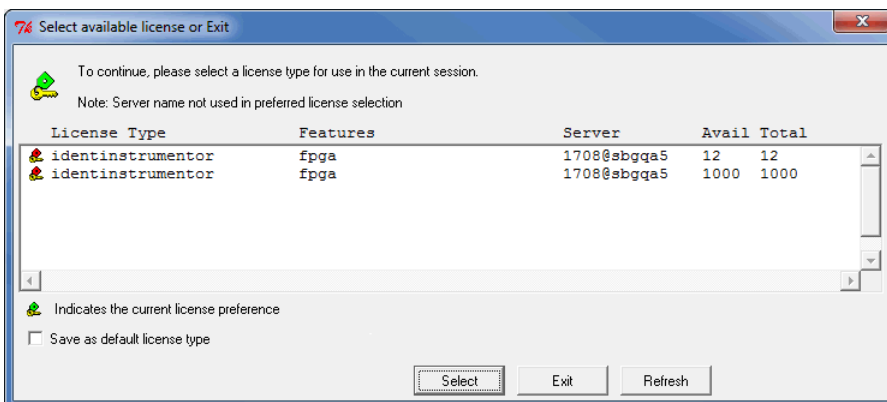 Select available license or Exit
To continue, please select a license type for use in the current session.
Note: Server name not used in preferred license selection
License Type Features Server Avail Total
identinstrumentor fpga 1708@sbgqa5 12 12
identinstrumentor fpga 1708@sbgqa5 1000 1000
Indicates the current license preference
Save as default license type
Select Exit Refresh